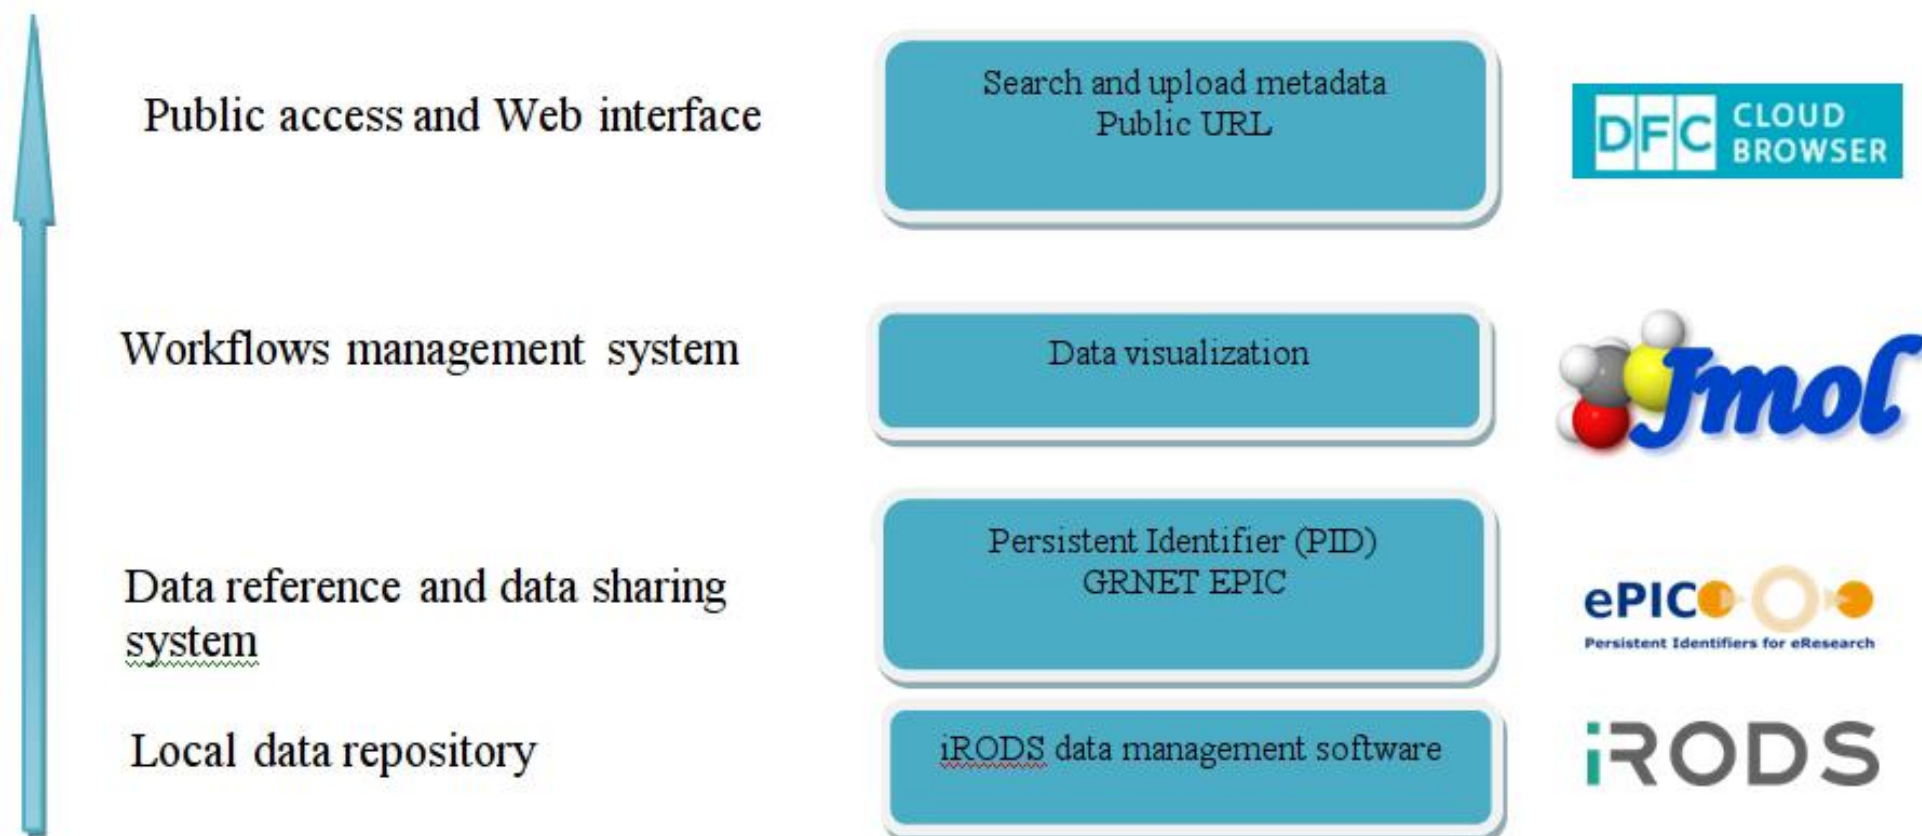 Public access and Web interface
Search and upload metadata
Public URL
DFC CLOUD
BROWSER
Workflows management system
Data visualization
Jmol
Data reference and data sharing
system
Persistent Identifier (PID)
GRNET EPIC
ePIC
Persistent Identifiers for eResearch
Local data repository
iRODS data management software
iRODS